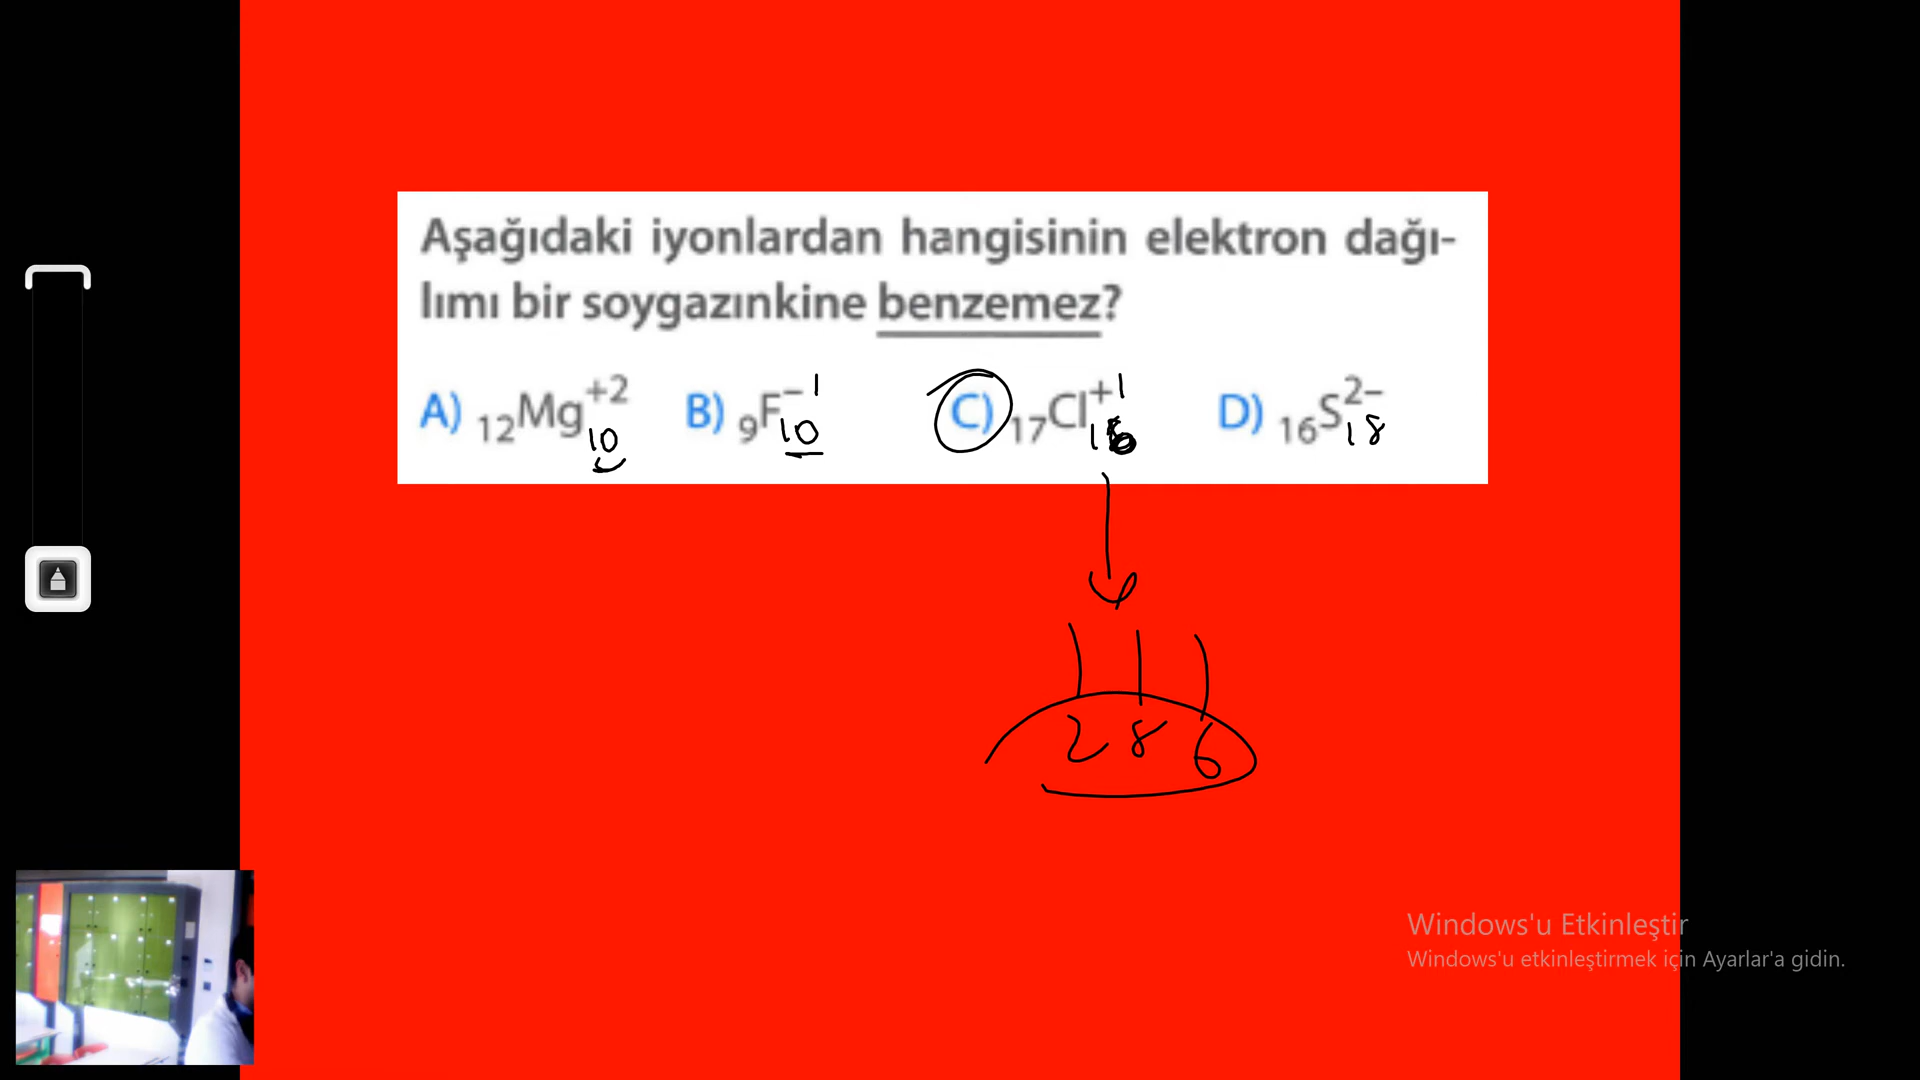 Aşağıdaki iyonlardan hangisinin elektron dağı-
lımı bir soygazınkine benzemez?
A) 12Mg+2 10 B) 9F-1 10 C) 17Cl+1 16 D) 16S2- 18
2 8 6
Windows'u Etkinleştir
Windows'u etkinleştirmek için Ayarlar'a gidin.